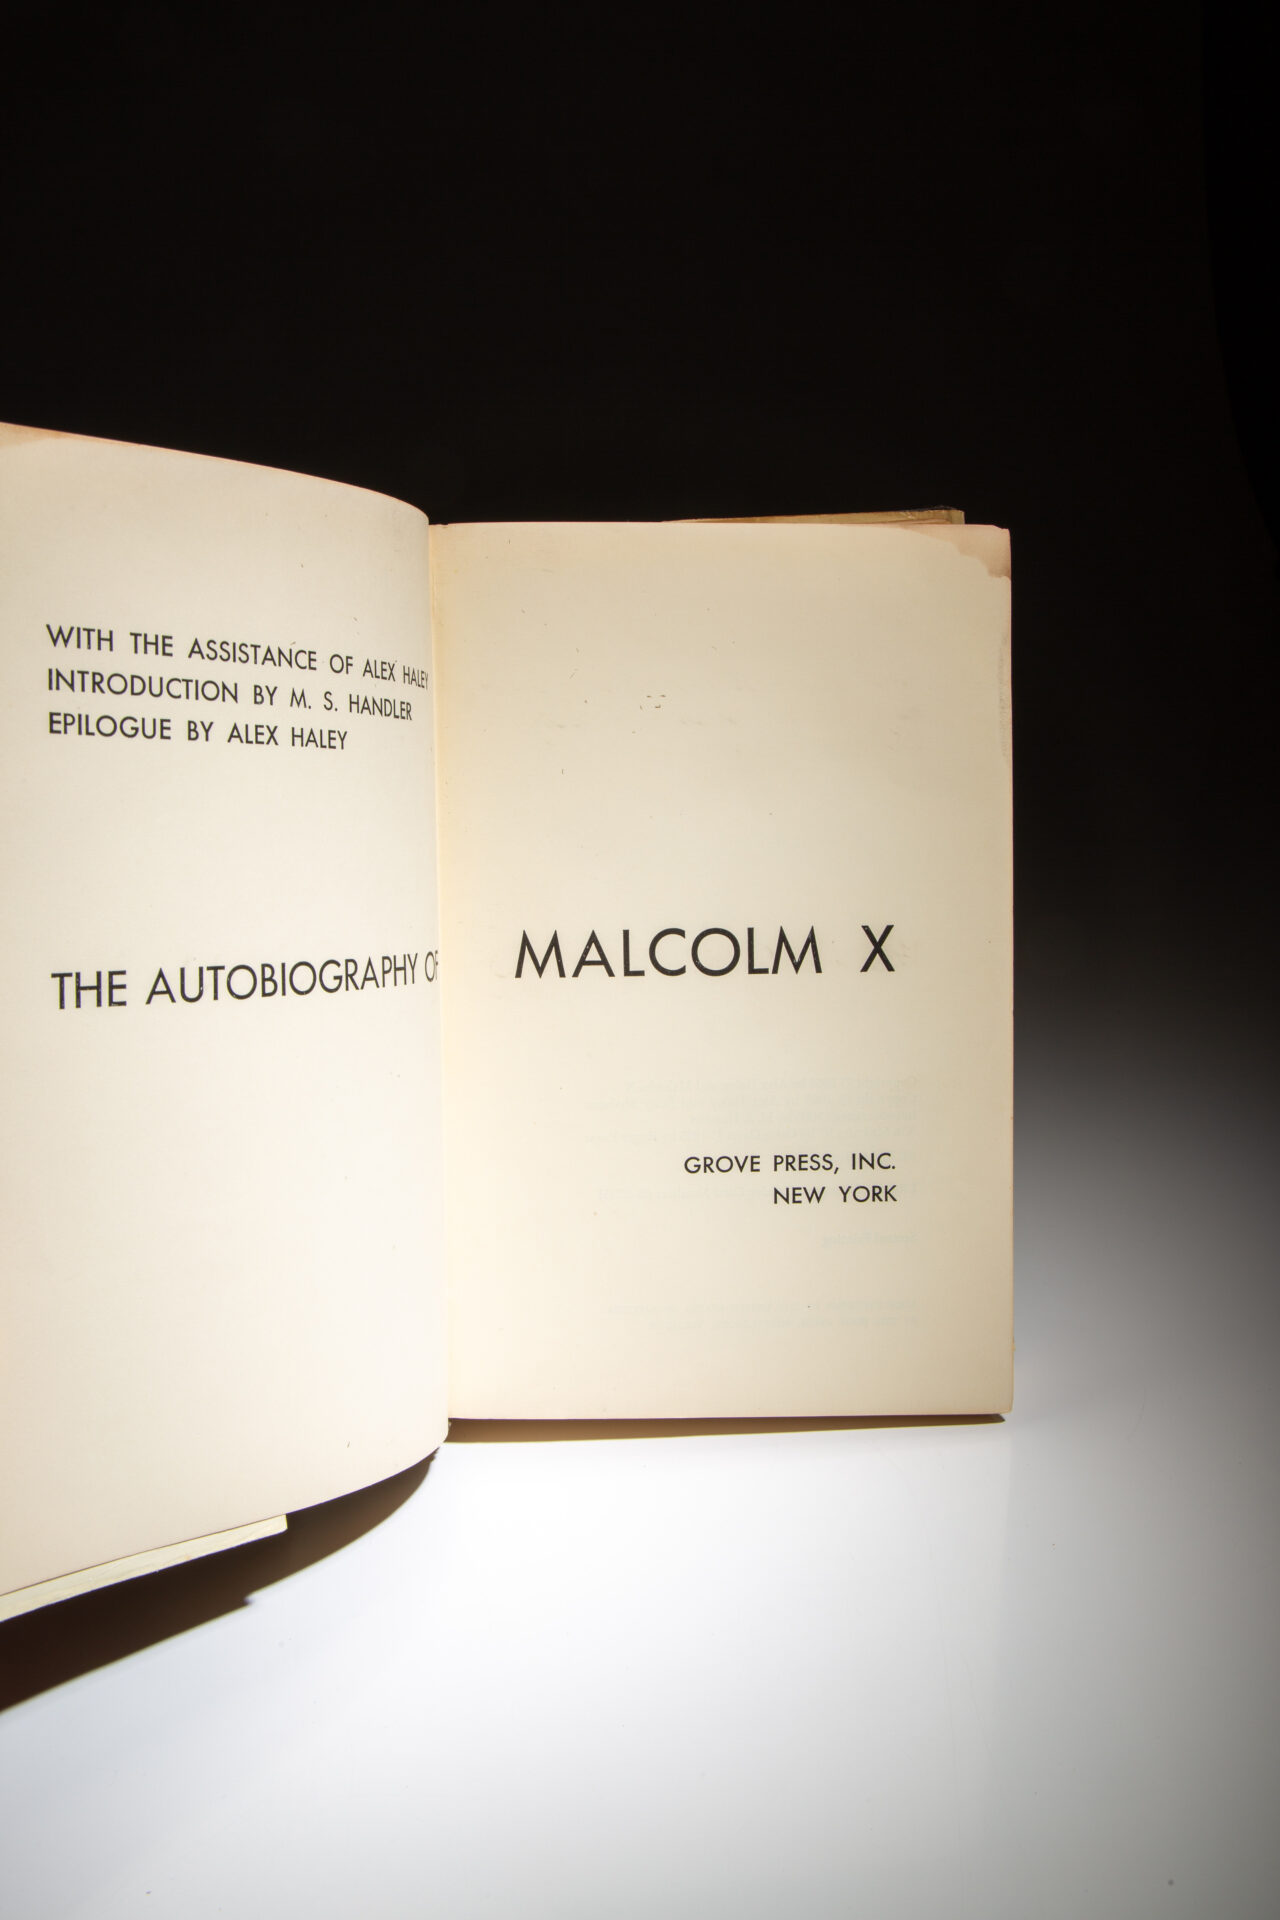 WITH THE ASSISTANCE OF ALEX HALEY
INTRODUCTION BY M. S. HANDLER
EPILOGUE BY ALEX HALEY
THE AUTOBIOGRAPHY OF
MALCOLM X
GROVE PRESS, INC.
NEW YORK